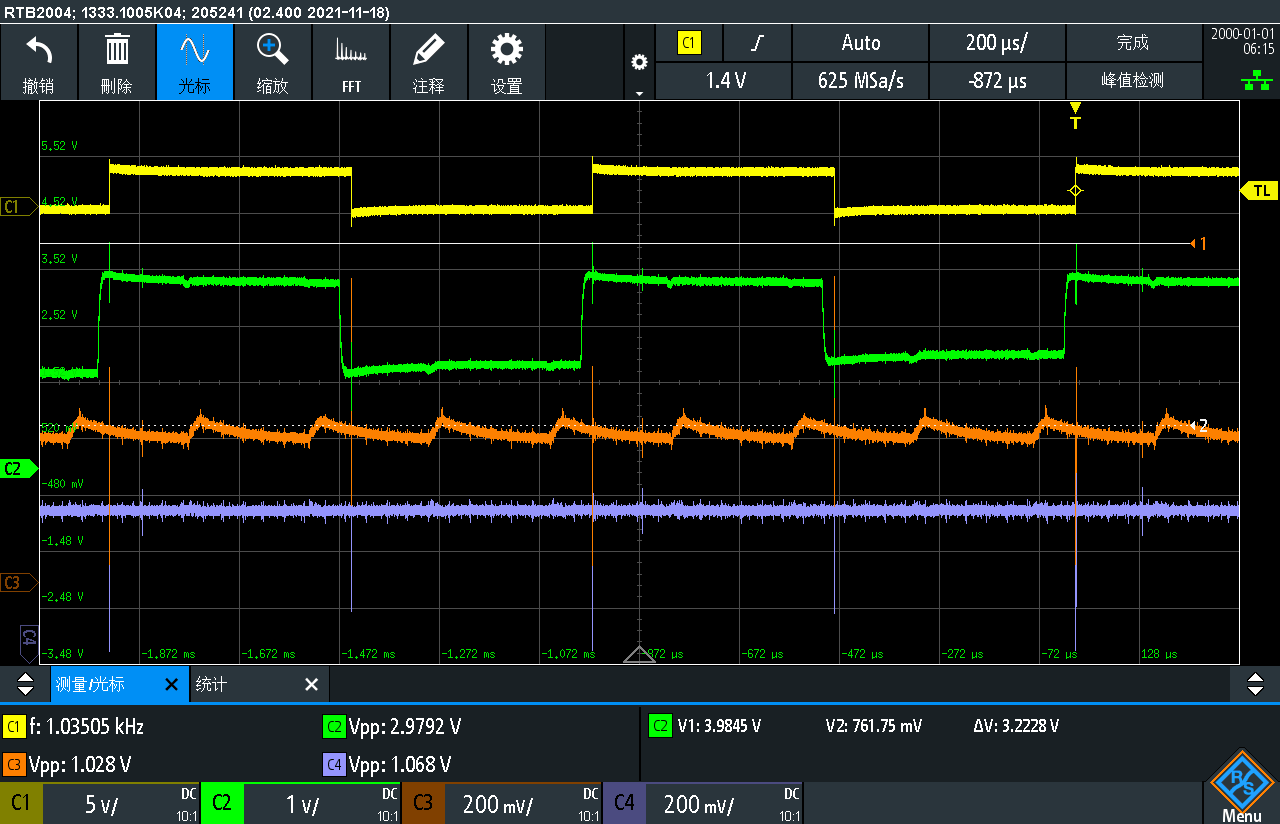 RTB2004; 1333.1005K04; 205241 (02.400 2021-11-18)
撤销 删除 光标 缩放 FFT 注释 设置
C1 Auto 200 µs/ 完成
1.4 V 625 MSa/s -872 µs 峰值检测
2000-01-01
06:15
T
5.52 V
TL
C1
4.52 V
1
3.52 V
2.52 V
520 mV
2
C2
-480 mV
-1.48 V
C3
-2.48 V
C4
-3.48 V -1.872 ms -1.672 ms -1.472 ms -1.272 ms -1.072 ms -872 µs -672 µs -472 µs -272 µs -72 µs 128 µs
测量/光标 × 统计 ×
C1 f: 1.03505 kHz C2 Vpp: 2.9792 V C2 V1: 3.9845 V V2: 761.75 mV ΔV: 3.2228 V
C3 Vpp: 1.028 V C4 Vpp: 1.068 V
C1 5 V/ DC 10:1 C2 1 V/ DC 10:1 C3 200 mV/ DC 10:1 C4 200 mV/ DC 10:1
R&S
Menu